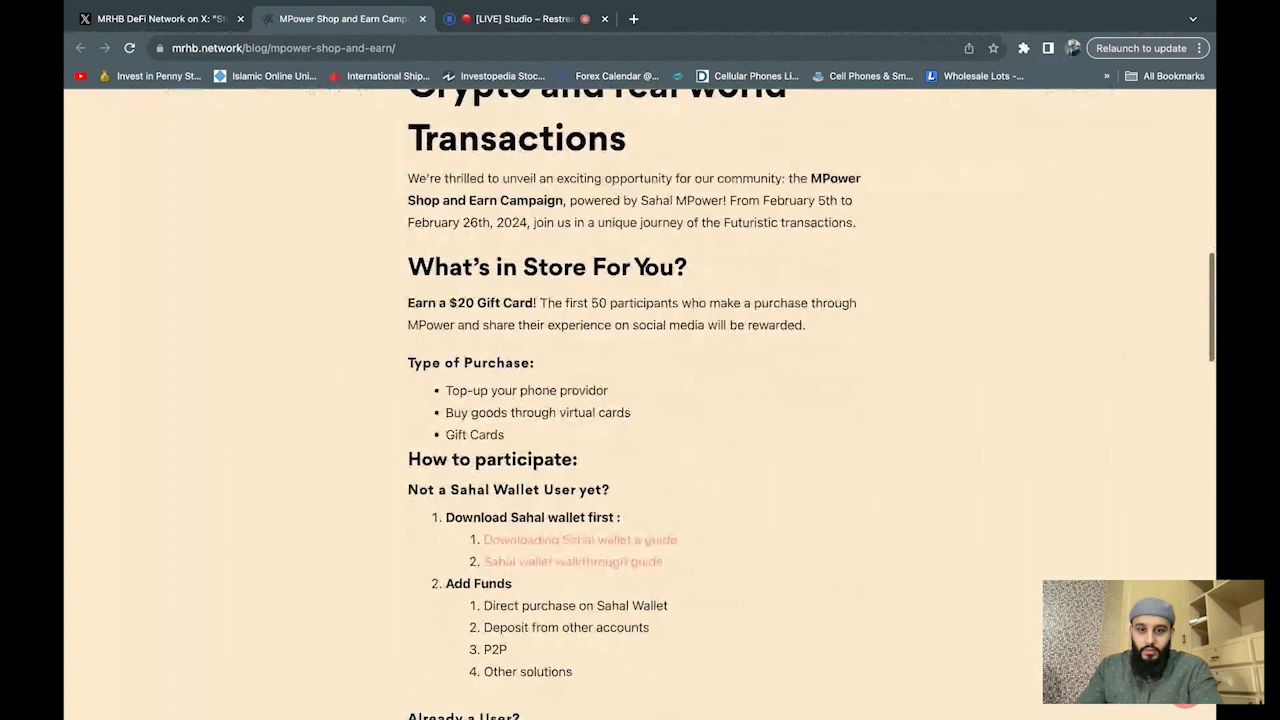 MRHB DeFi Network on X: "St
MPower Shop and Earn Camp
[LIVE] Studio – Restrea
mrhb.network/blog/mpower-shop-and-earn/
Relaunch to update
Invest in Penny St...
Islamic Online Uni...
International Ship...
Investopedia Stoc...
Forex Calendar @...
Cellular Phones Li...
Cell Phones & Sm...
Wholesale Lots -...
»
All Bookmarks
Crypto and real world
Transactions
We're thrilled to unveil an exciting opportunity for our community: the MPower
Shop and Earn Campaign, powered by Sahal MPower! From February 5th to
February 26th, 2024, join us in a unique journey of the Futuristic transactions.
What's in Store For You?
Earn a $20 Gift Card! The first 50 participants who make a purchase through
MPower and share their experience on social media will be rewarded.
Type of Purchase:
• Top-up your phone providor
• Buy goods through virtual cards
• Gift Cards
How to participate:
Not a Sahal Wallet User yet?
1. Download Sahal wallet first :
1. Downloading Sahal wallet a guide
2. Sahal wallet walkthrough guide
2. Add Funds
1. Direct purchase on Sahal Wallet
2. Deposit from other accounts
3. P2P
4. Other solutions
Already a User?